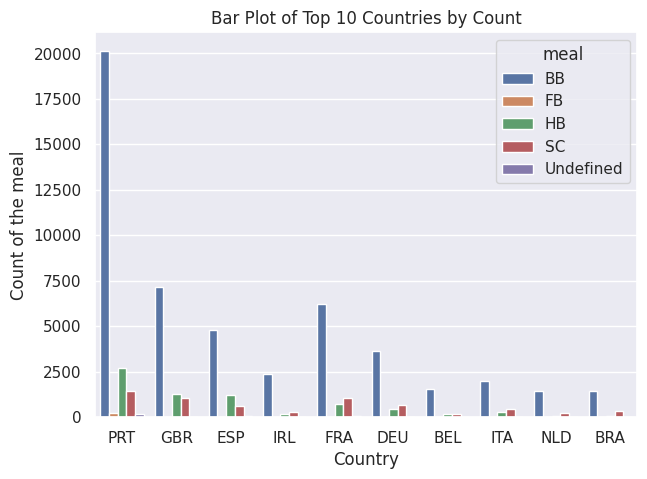 Bar Plot of Top 10 Countries by Count
Count of the meal
20000
17500
15000
12500
10000
7500
5000
2500
0
meal
BB
FB
HB
SC
Undefined
PRT GBR ESP IRL FRA DEU BEL ITA NLD BRA
Country